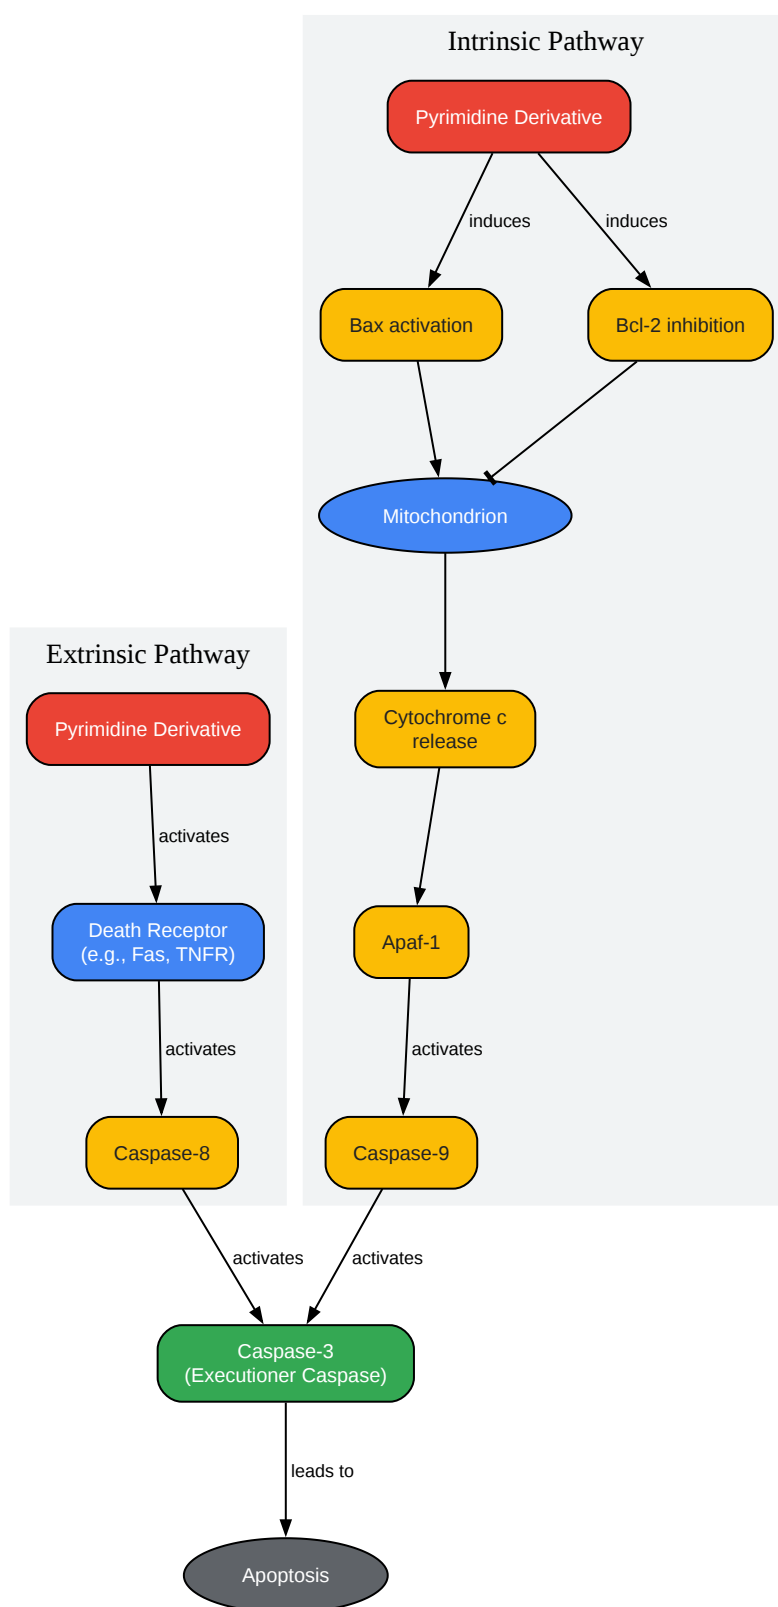 Intrinsic Pathway
Pyrimidine Derivative
induces
induces
Bax activation
Bcl-2 inhibition
Mitochondrion
Cytochrome c
release
Apaf-1
activates
Caspase-9
activates
Extrinsic Pathway
Pyrimidine Derivative
activates
Death Receptor
(e.g., Fas, TNFR)
activates
Caspase-8
activates
Caspase-3
(Executioner Caspase)
leads to
Apoptosis